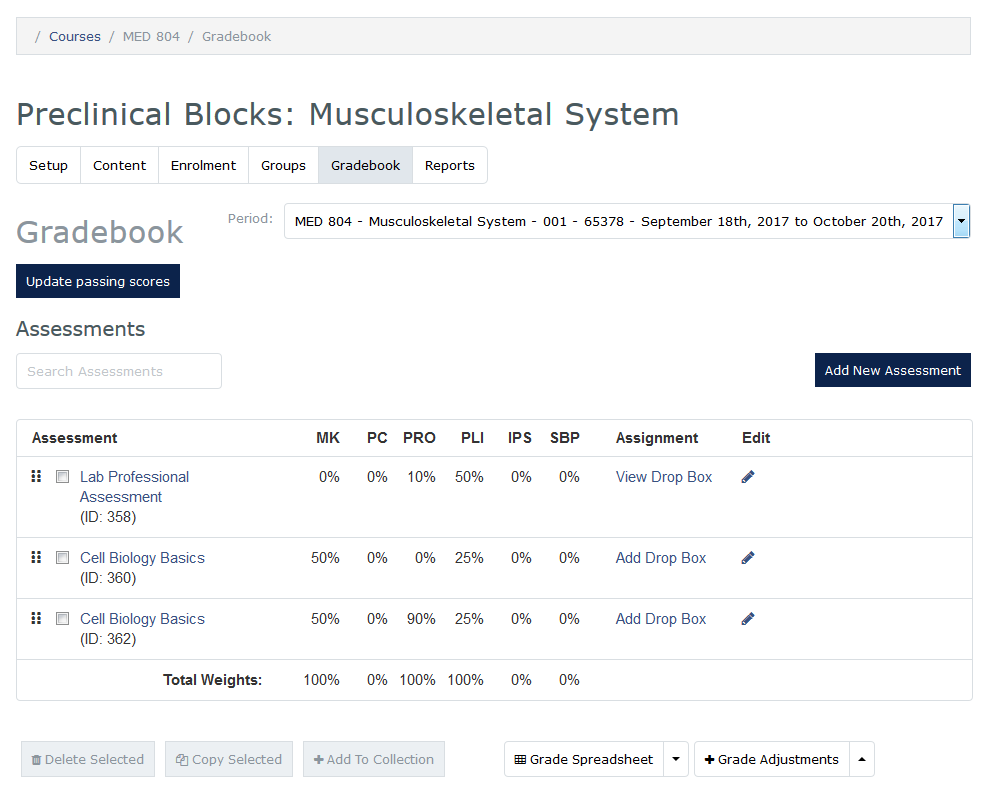 / Courses / MED 804 / Gradebook
Preclinical Blocks: Musculoskeletal System
Setup Content Enrolment Groups Gradebook Reports
Gradebook
Period: MED 804 - Musculoskeletal System - 001 - 65378 - September 18th, 2017 to October 20th, 2017
Update passing scores
Assessments
Search Assessments
Add New Assessment
Assessment MK PC PRO PLI IPS SBP Assignment Edit
Lab Professional 0% 0% 10% 50% 0% 0% View Drop Box
Assessment
(ID: 358)
Cell Biology Basics 50% 0% 0% 25% 0% 0% Add Drop Box
(ID: 360)
Cell Biology Basics 50% 0% 90% 25% 0% 0% Add Drop Box
(ID: 362)
Total Weights: 100% 0% 100% 100% 0% 0%
Delete Selected Copy Selected Add To Collection Grade Spreadsheet Grade Adjustments